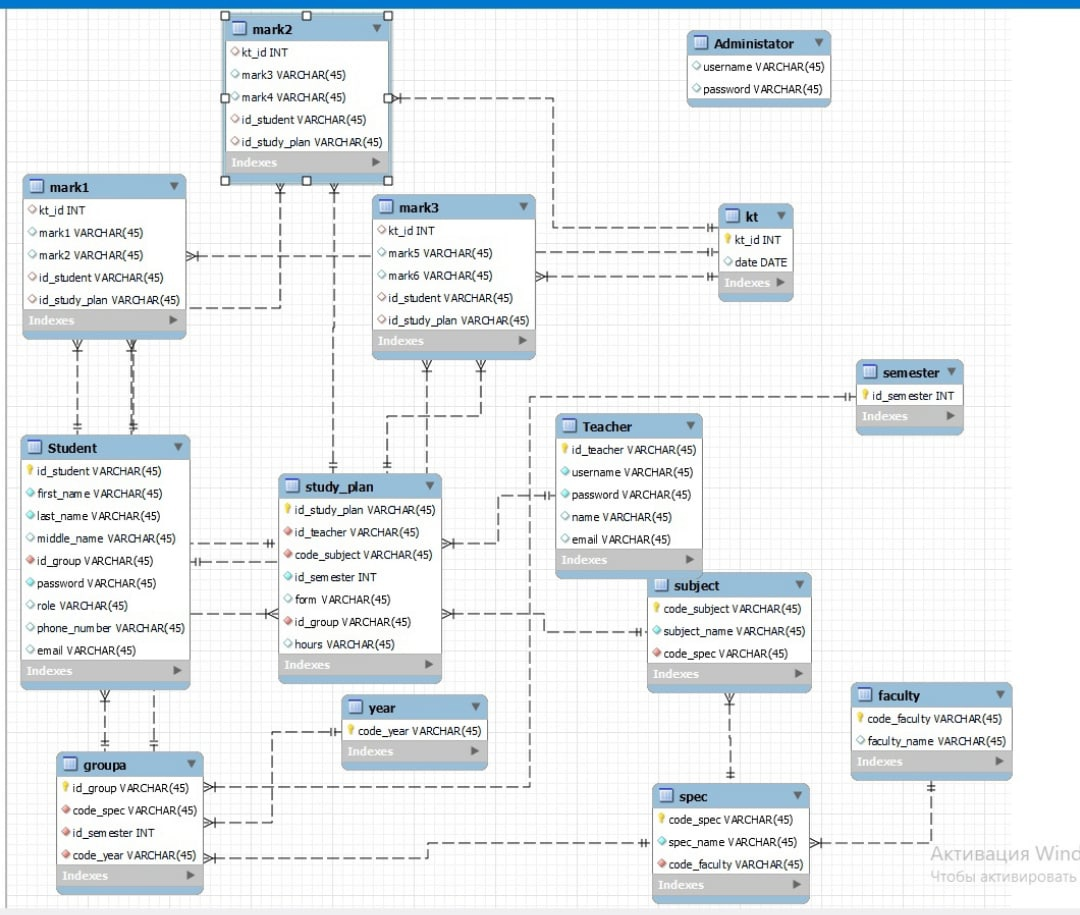 mark2
kt_id INT
mark3 VARCHAR(45)
mark4 VARCHAR(45)
id_student VARCHAR(45)
id_study_plan VARCHAR(45)
Indexes
Administator
username VARCHAR(45)
password VARCHAR(45)
mark1
kt_id INT
mark1 VARCHAR(45)
mark2 VARCHAR(45)
id_student VARCHAR(45)
id_study_plan VARCHAR(45)
Indexes
mark3
kt_id INT
mark5 VARCHAR(45)
mark6 VARCHAR(45)
id_student VARCHAR(45)
id_study_plan VARCHAR(45)
Indexes
kt
kt_id INT
date DATE
Indexes
semester
id_semester INT
Indexes
Student
id_student VARCHAR(45)
first_name VARCHAR(45)
last_name VARCHAR(45)
middle_name VARCHAR(45)
id_group VARCHAR(45)
password VARCHAR(45)
role VARCHAR(45)
phone_number VARCHAR(45)
email VARCHAR(45)
Indexes
study_plan
id_study_plan VARCHAR(45)
id_teacher VARCHAR(45)
code_subject VARCHAR(45)
id_semester INT
form VARCHAR(45)
id_group VARCHAR(45)
hours VARCHAR(45)
Indexes
Teacher
id_teacher VARCHAR(45)
username VARCHAR(45)
password VARCHAR(45)
name VARCHAR(45)
email VARCHAR(45)
Indexes
subject
code_subject VARCHAR(45)
subject_name VARCHAR(45)
code_spec VARCHAR(45)
Indexes
year
code_year VARCHAR(45)
Indexes
faculty
code_faculty VARCHAR(45)
faculty_name VARCHAR(45)
Indexes
groupa
id_group VARCHAR(45)
code_spec VARCHAR(45)
id_semester INT
code_year VARCHAR(45)
Indexes
spec
code_spec VARCHAR(45)
spec_name VARCHAR(45)
code_faculty VARCHAR(45)
Indexes
Активация Wind
Чтобы активировать